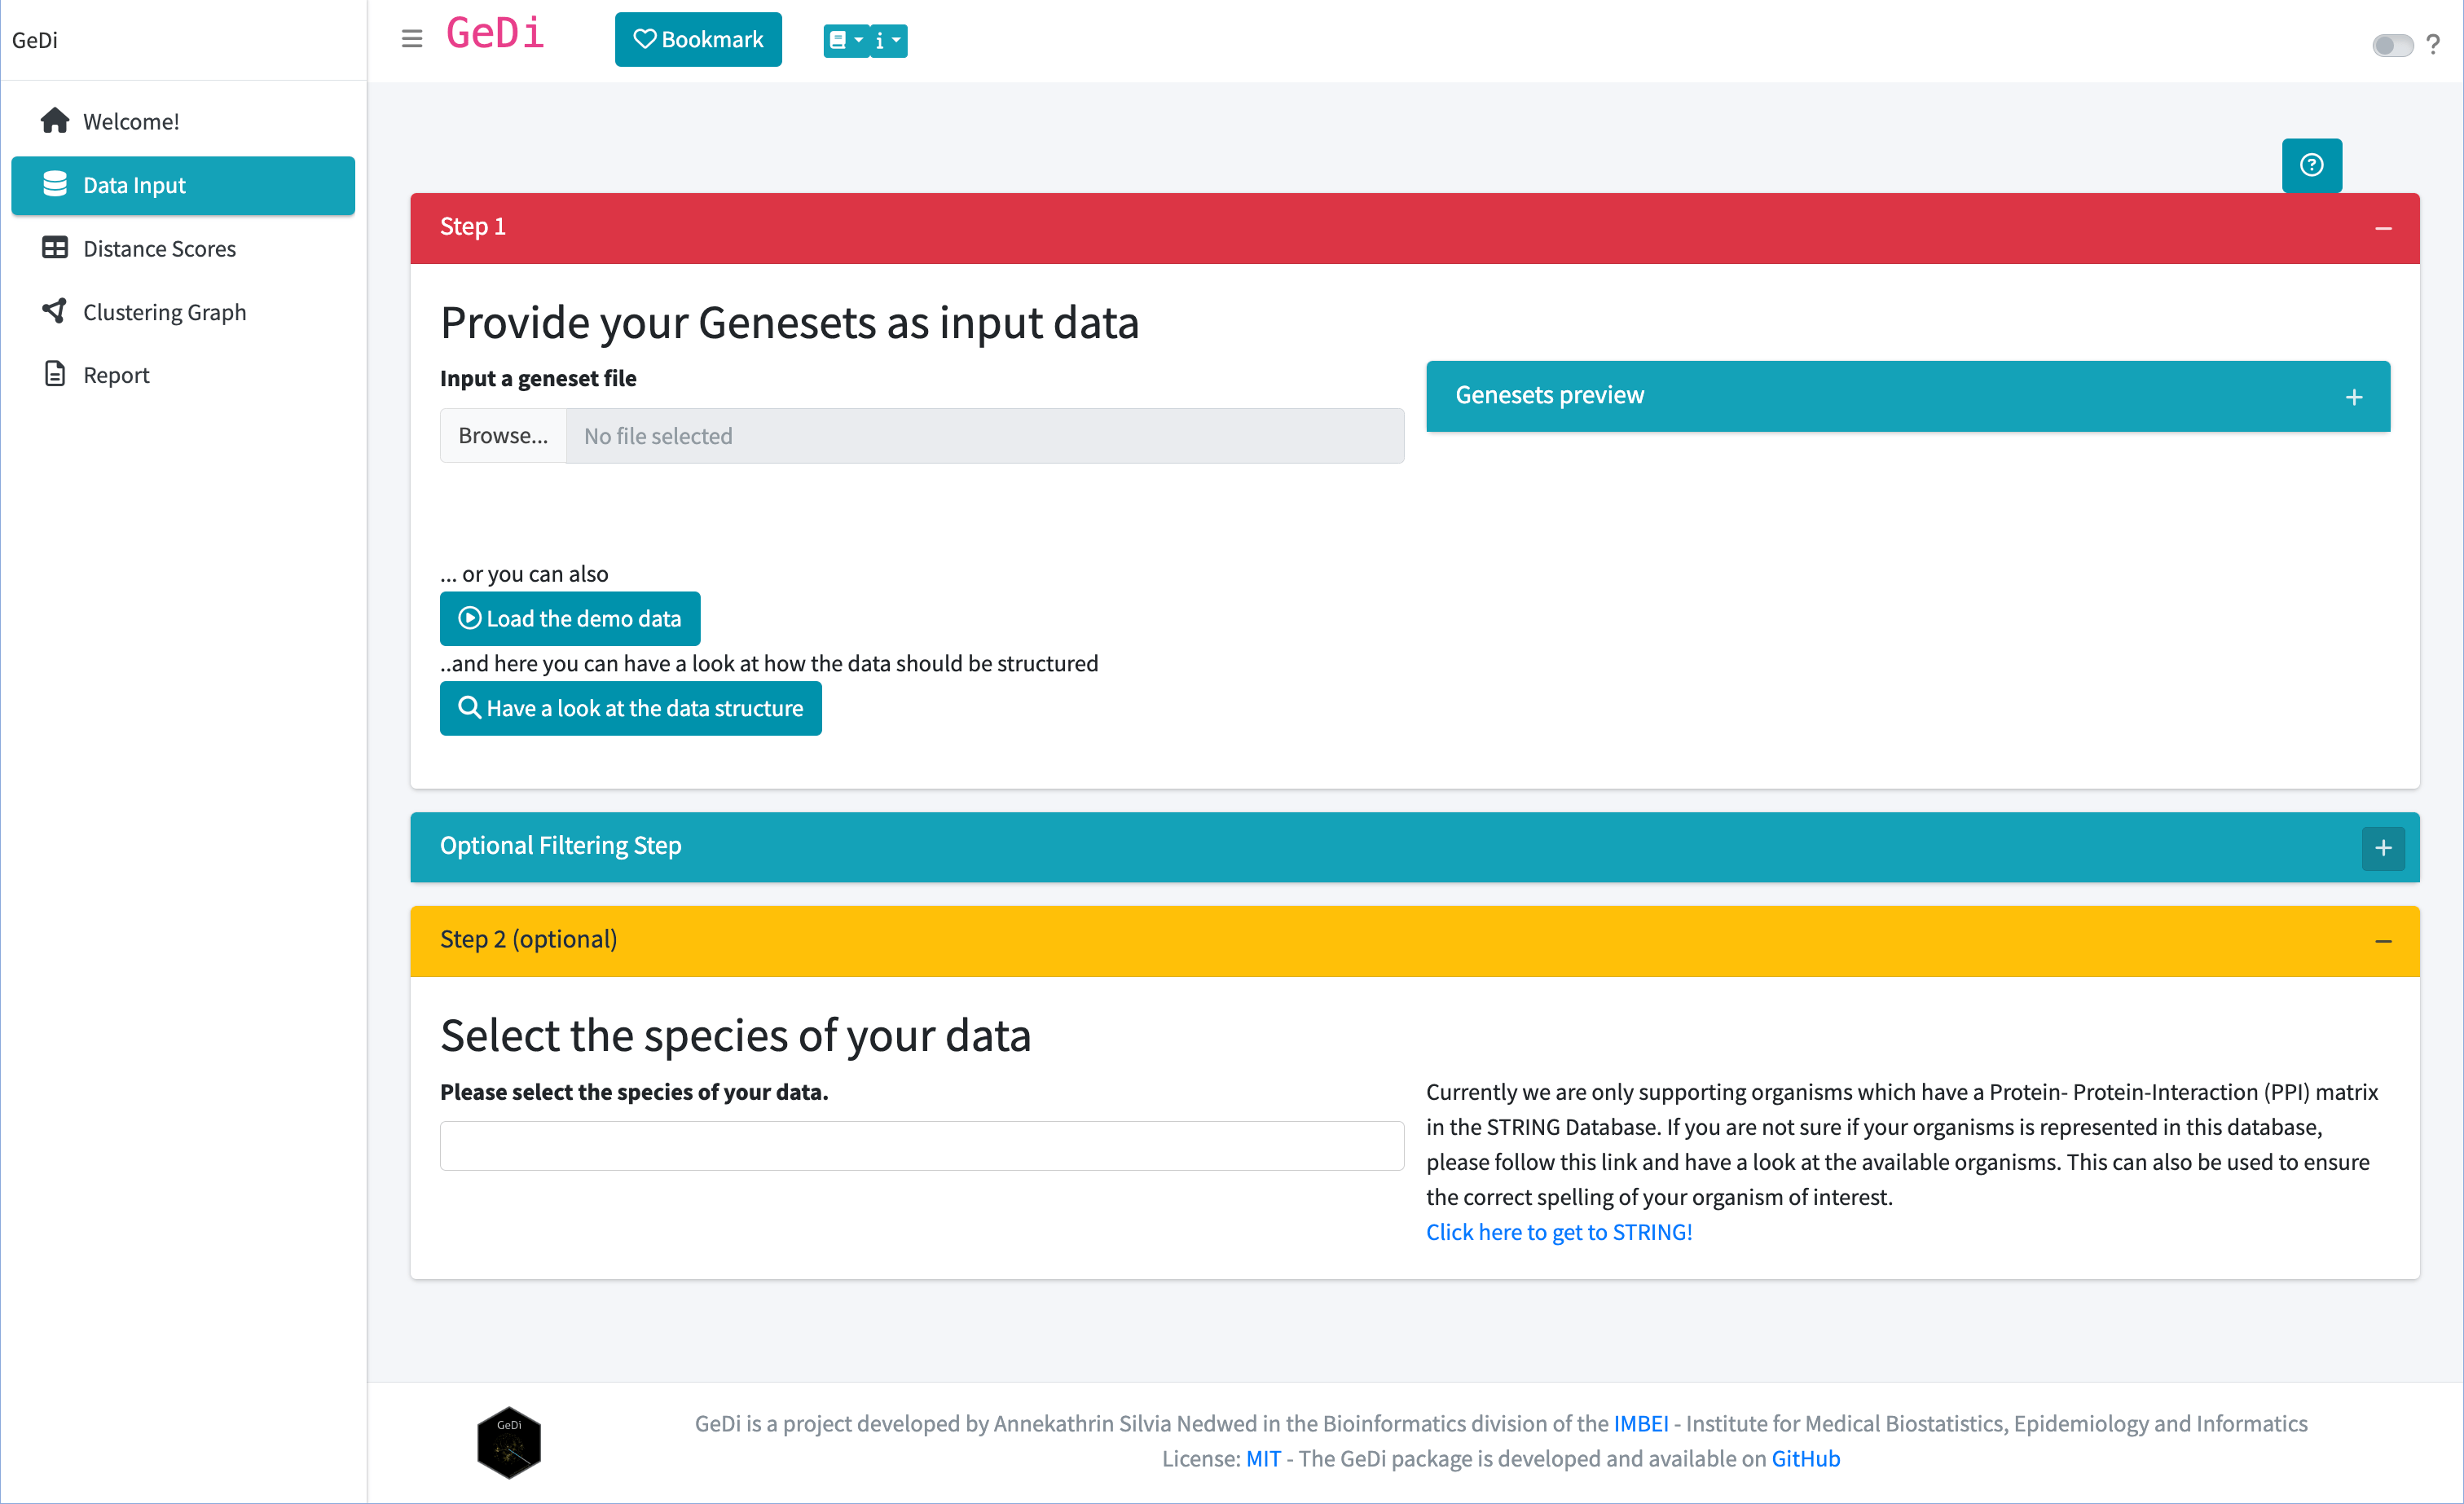 GeDi
GeDi
Bookmark
?
Welcome!
Data Input
Distance Scores
Clustering Graph
Report
Step 1
Provide your Genesets as input data
Input a geneset file
Browse...
No file selected
Genesets preview
... or you can also
Load the demo data
..and here you can have a look at how the data should be structured
Have a look at the data structure
Optional Filtering Step
Step 2 (optional)
Select the species of your data
Please select the species of your data.
Currently we are only supporting organisms which have a Protein- Protein-Interaction (PPI) matrix
in the STRING Database. If you are not sure if your organisms is represented in this database,
please follow this link and have a look at the available organisms. This can also be used to ensure
the correct spelling of your organism of interest.
Click here to get to STRING!
GeDi
GeDi is a project developed by Annekathrin Silvia Nedwed in the Bioinformatics division of the IMBEI - Institute for Medical Biostatistics, Epidemiology and Informatics
License: MIT - The GeDi package is developed and available on GitHub